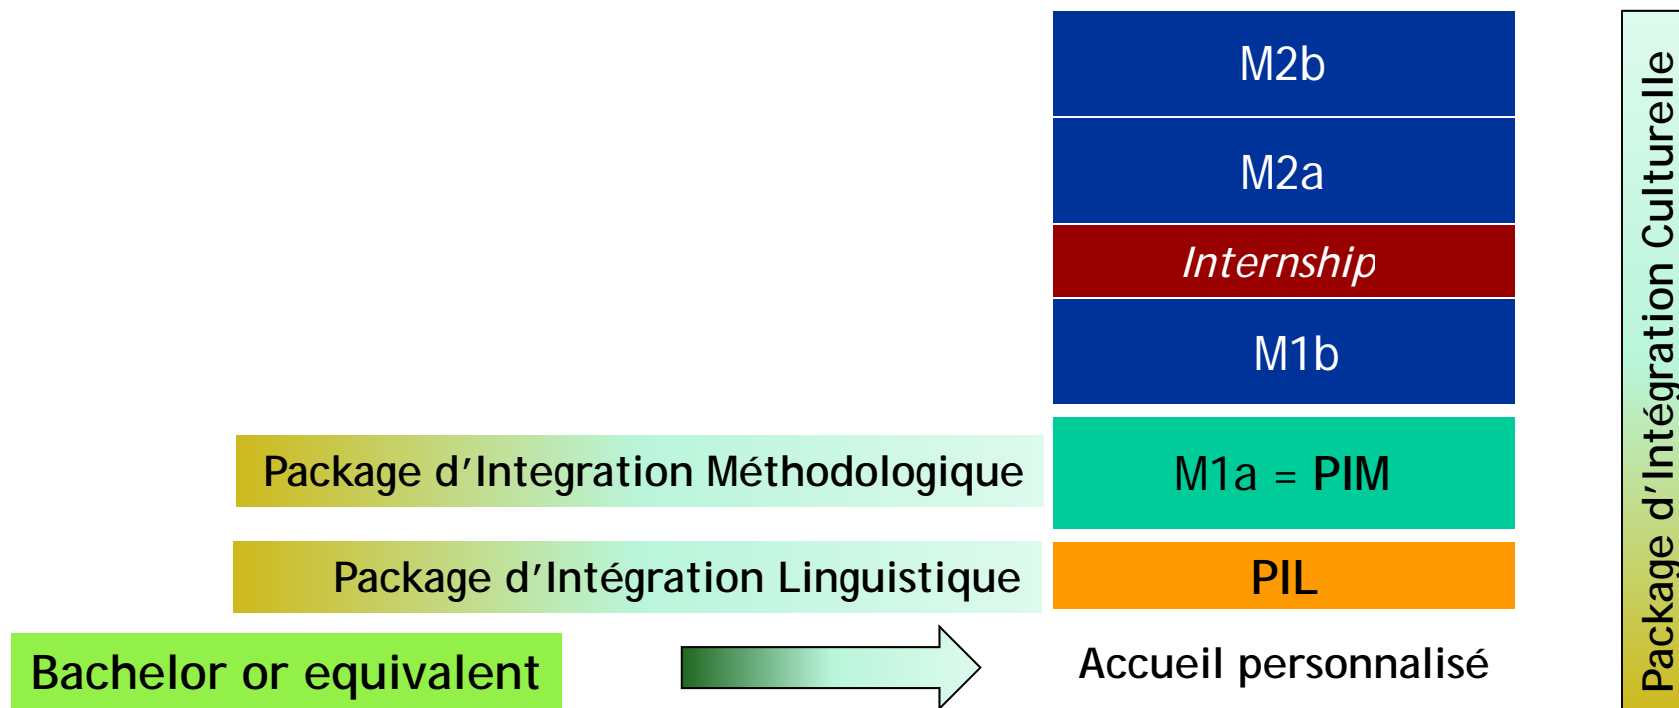 M2b
M2a
Internship
M1b
Package d'Integration Méthodologique
M1a = PIM
Package d'Intégration Linguistique
PIL
Bachelor or equivalent
Accueil personnalisé
Package d'Intégration Culturelle